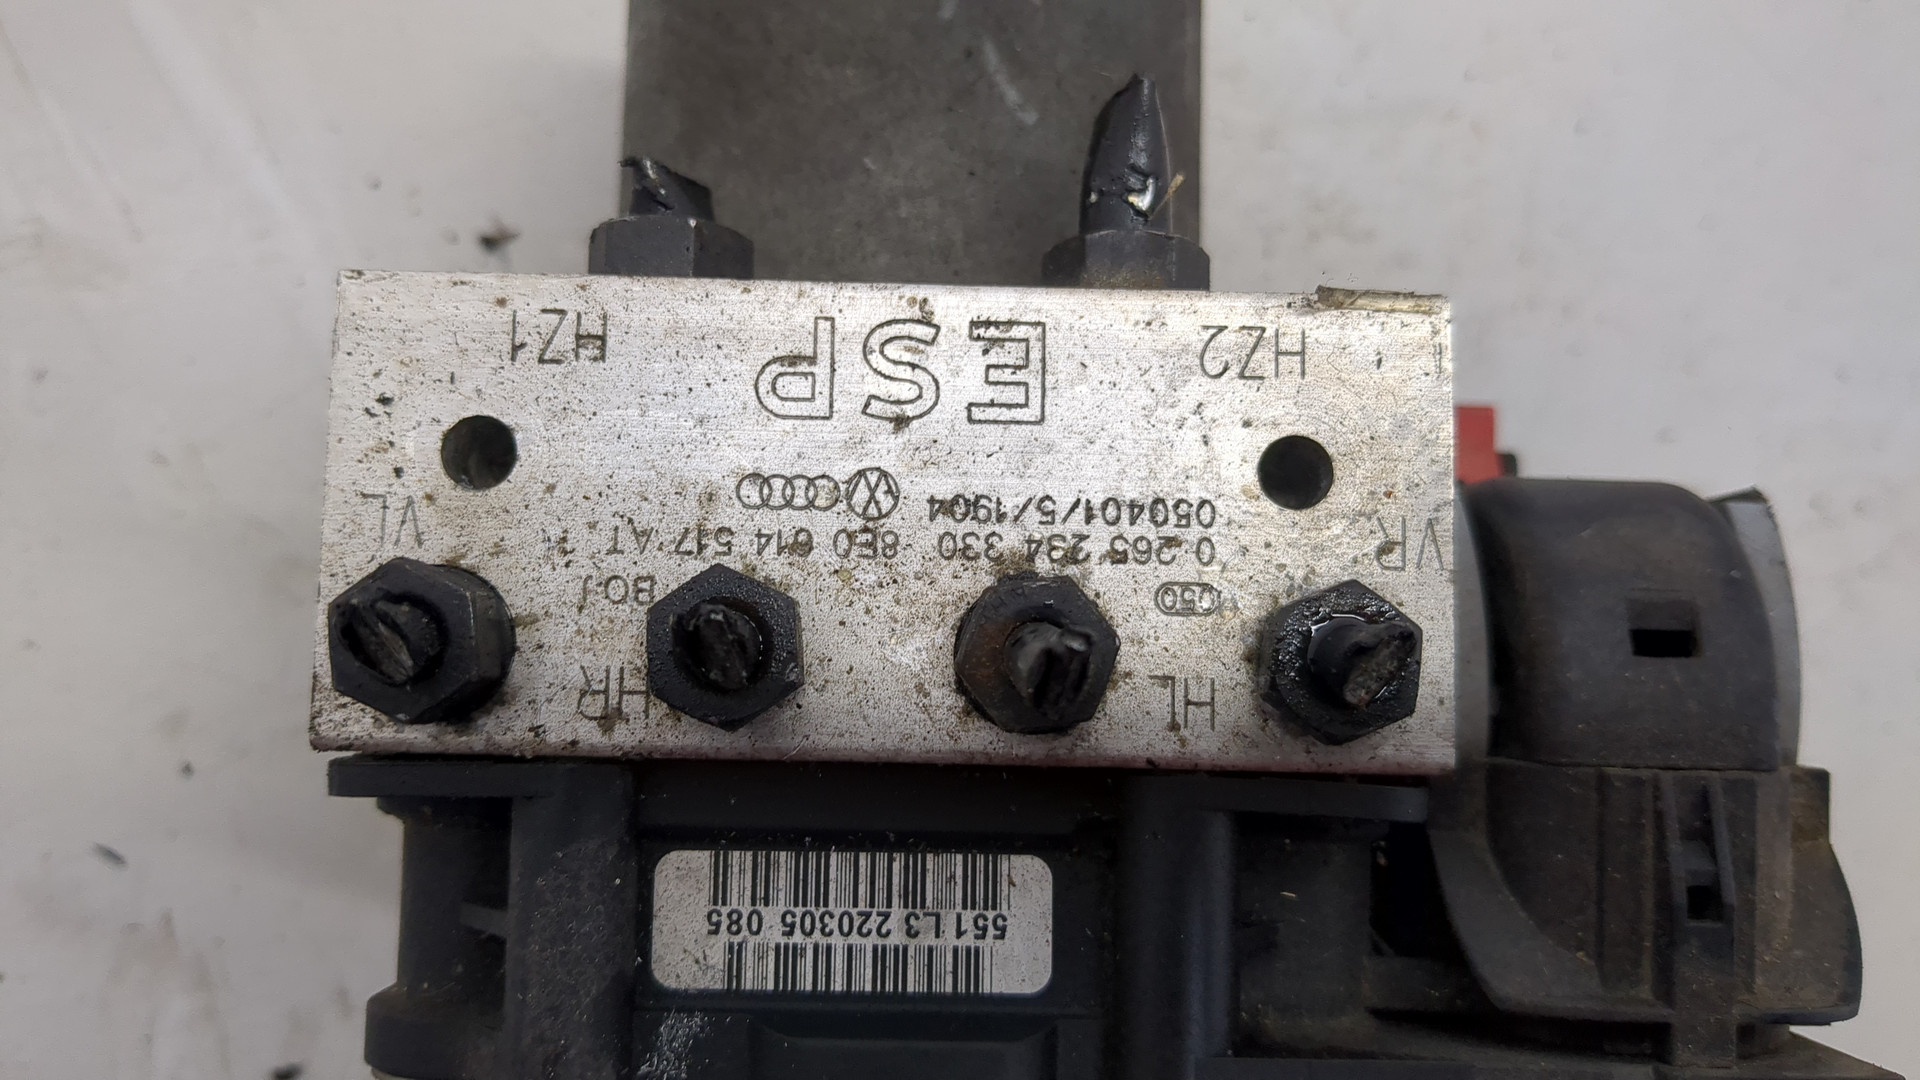 551 L3 220305 085
HL HR
BOJ
0 265 234 330 8E0 614 517 AT
VR 050401/5/1904 VL
HZ2 ESP HZ1